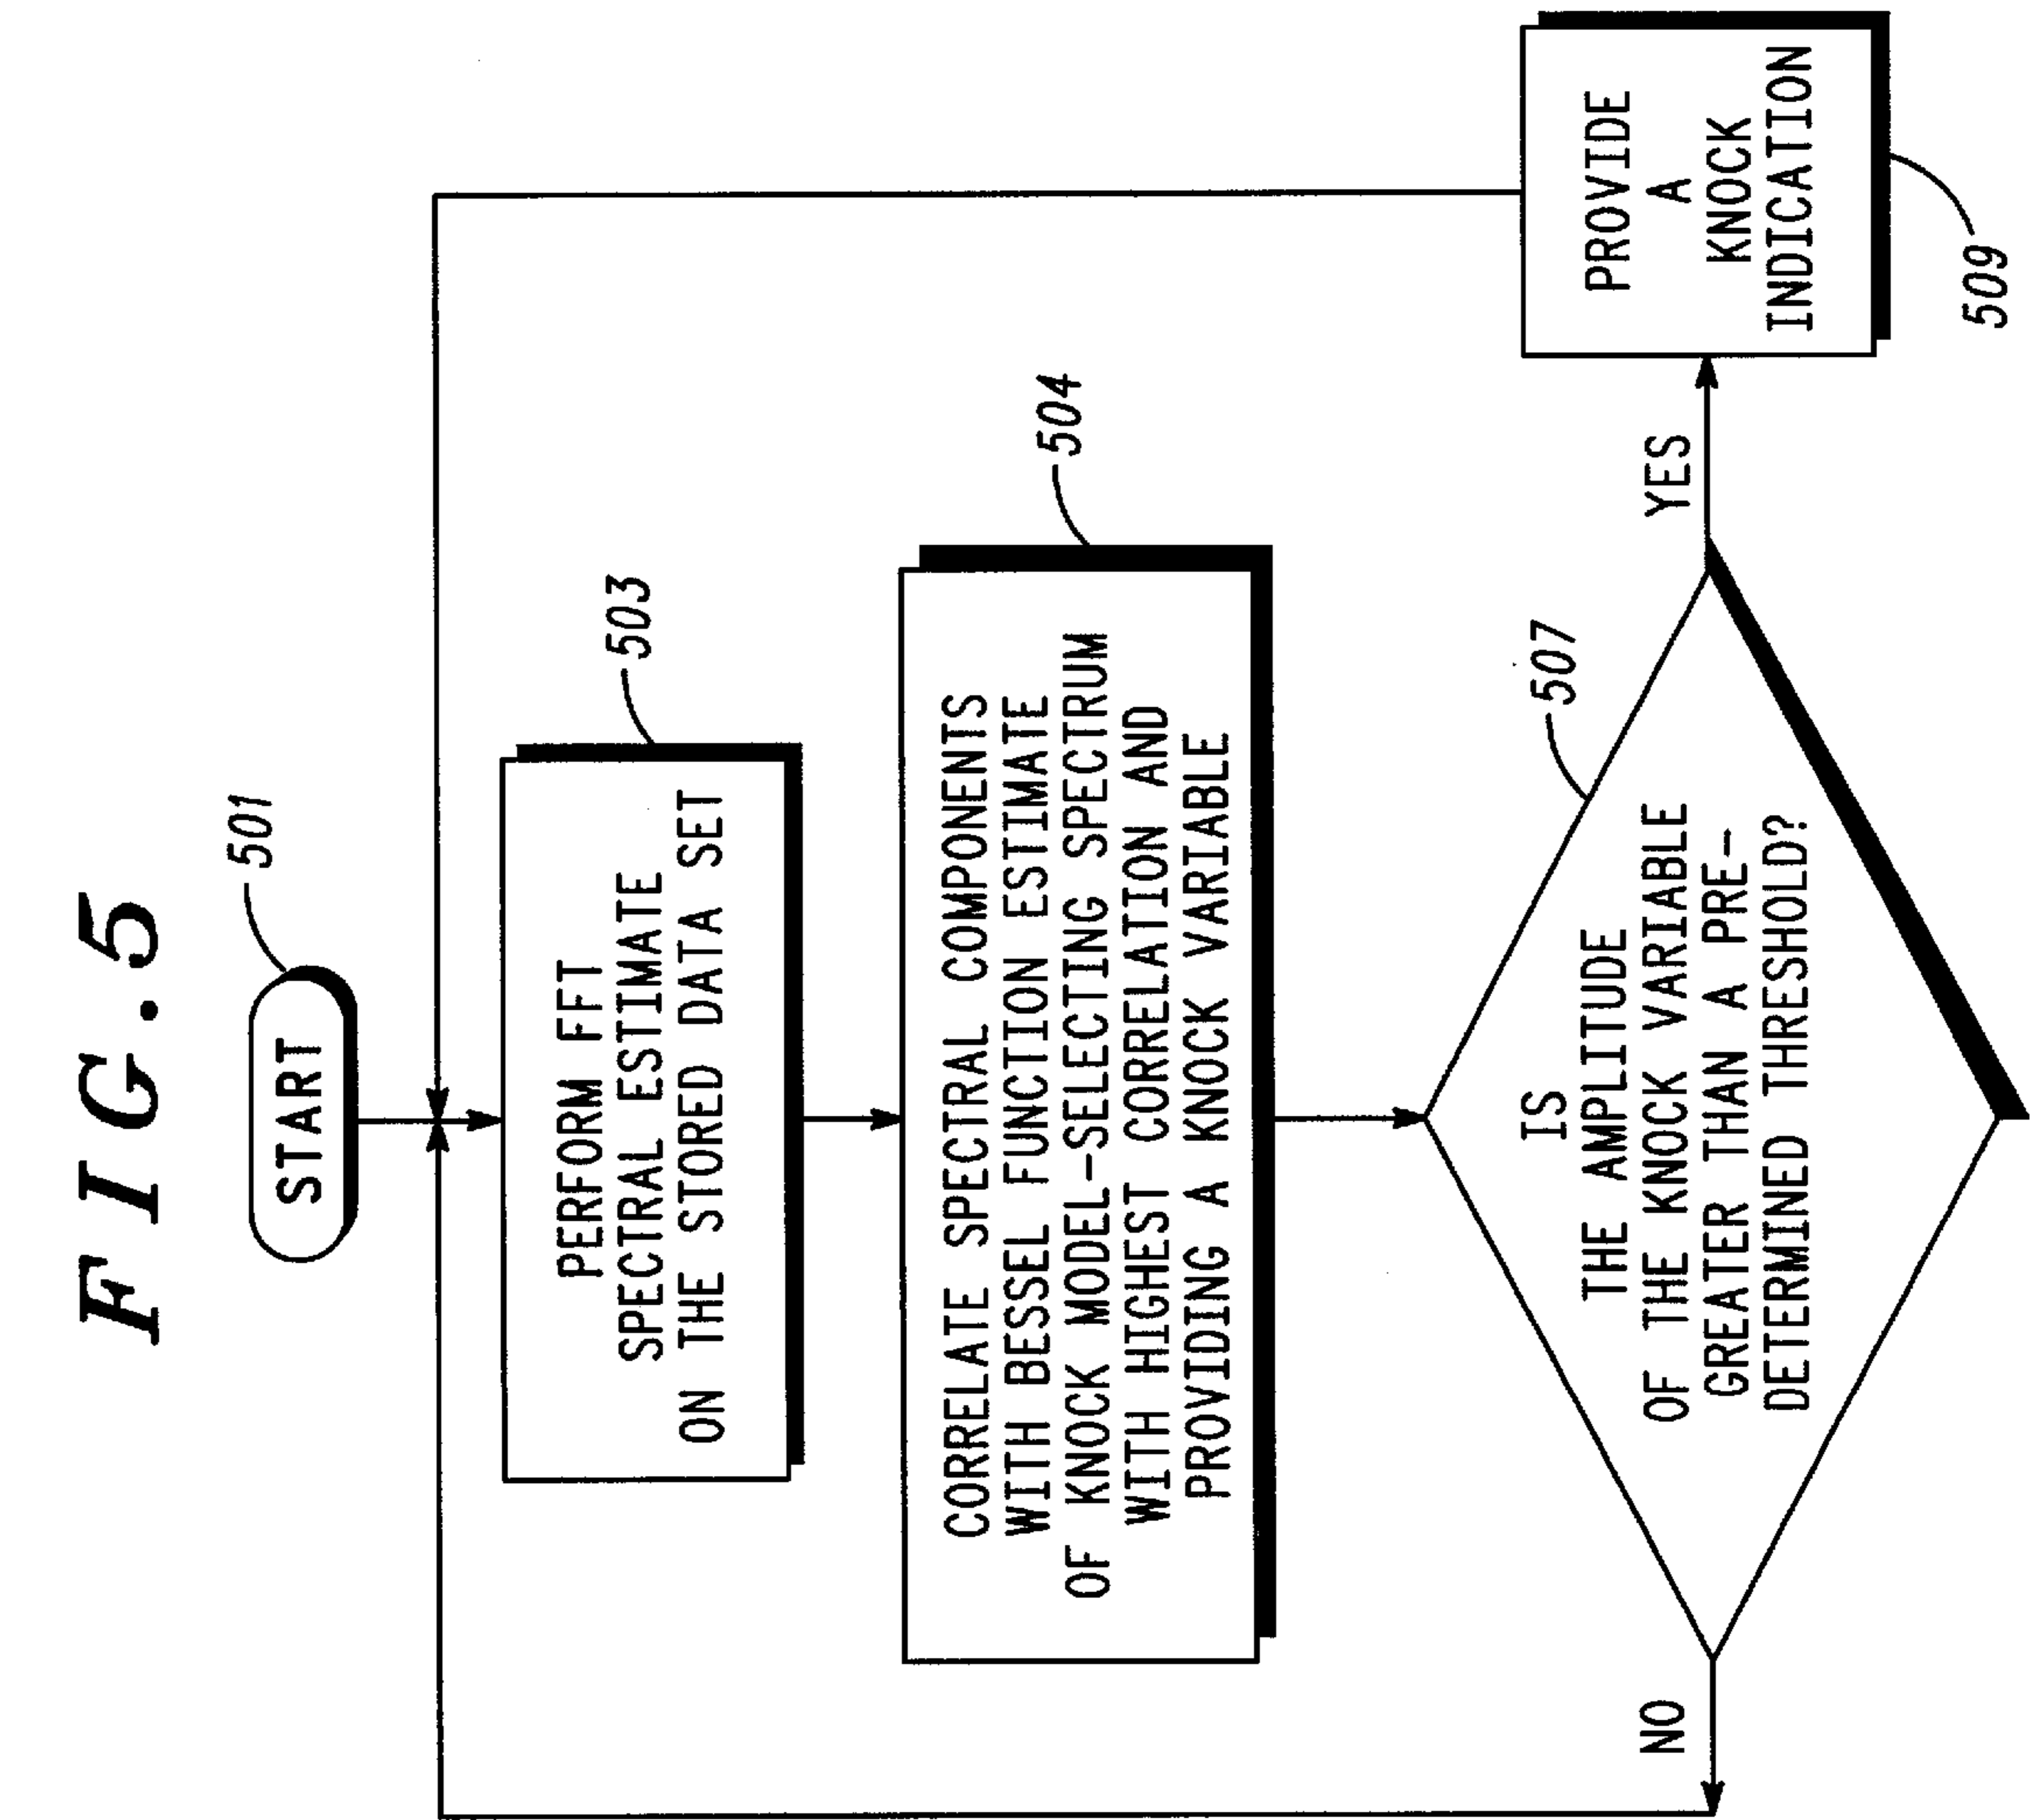 FIG.5
START
501
PERFORM FFT
SPECTRAL ESTIMATE
ON THE STORED DATA SET
503
CORRELATE SPECTRAL COMPONENTS
WITH BESSEL FUNCTION ESTIMATE
OF KNOCK MODEL-SELECTING SPECTRUM
WITH HIGHEST CORRELATION AND
PROVIDING A KNOCK VARIABLE
504
IS
THE AMPLITUDE
OF THE KNOCK VARIABLE
GREATER THAN A PRE-
DETERMINED THRESHOLD?
507
NO
YES
PROVIDE
A
KNOCK
INDICATION
509